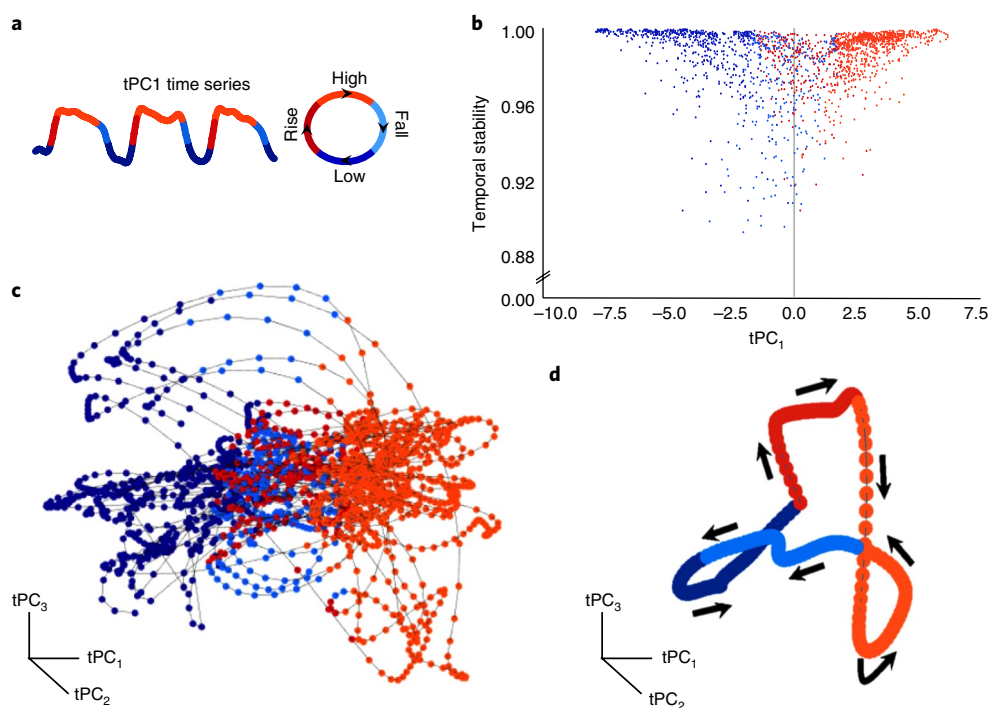 a
tPC1 time series
High
Rise
Fall
Low
b
Temporal stability
1.00
0.96
0.92
0.88
0.00
−10.0 −7.5 −5.0 −2.5 0.0 2.5 5.0 7.5
tPC1
c
tPC3
tPC1
tPC2
d
tPC3
tPC1
tPC2